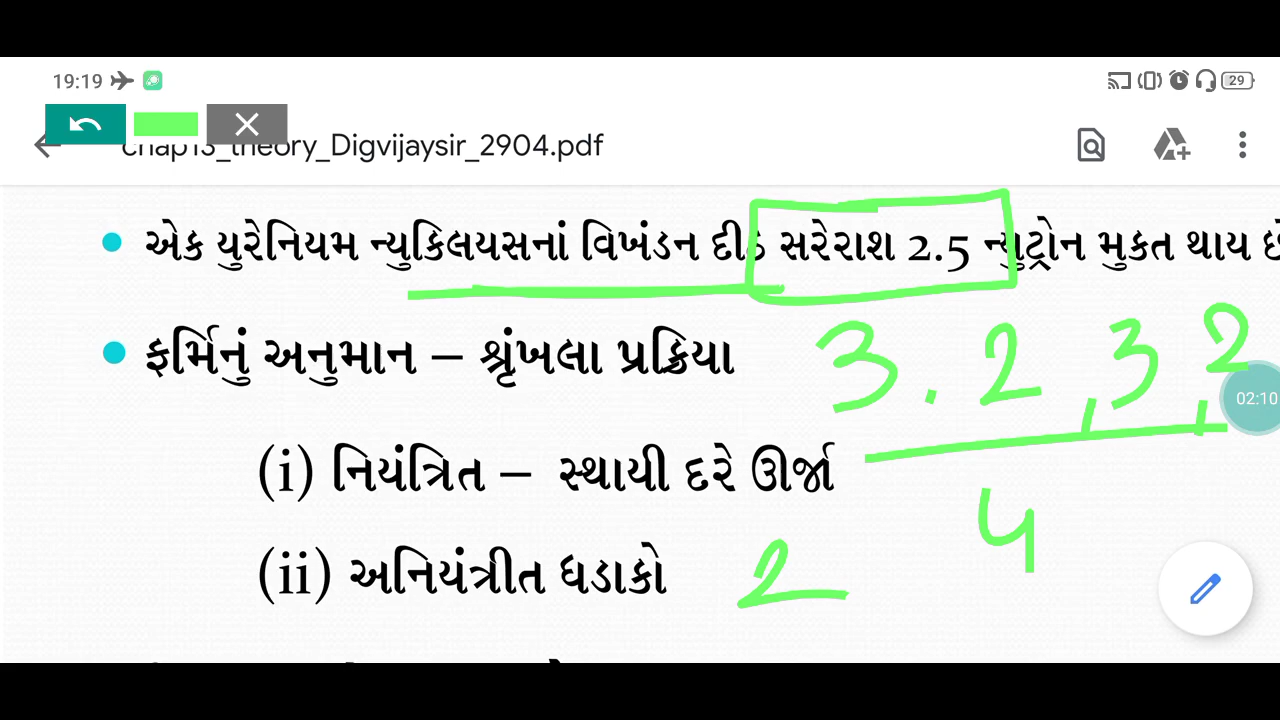 19:19 29
chap13_theory_Digvijaysir_2904.pdf
• એક યુરેનિયમ ન્યુકિલયસનાં વિખંડન દીઠ સરેરાશ 2.5 ન્યુટ્રોન મુકત થાય છે
• ફર્મિનું અનુમાન – શ્રૃંખલા પ્રક્રિયા
3.2,3,2
02:10
(i) નિયંત્રિત – સ્થાયી દરે ઊર્જા
4
(ii) અનિયંત્રીત ધડાકો 2